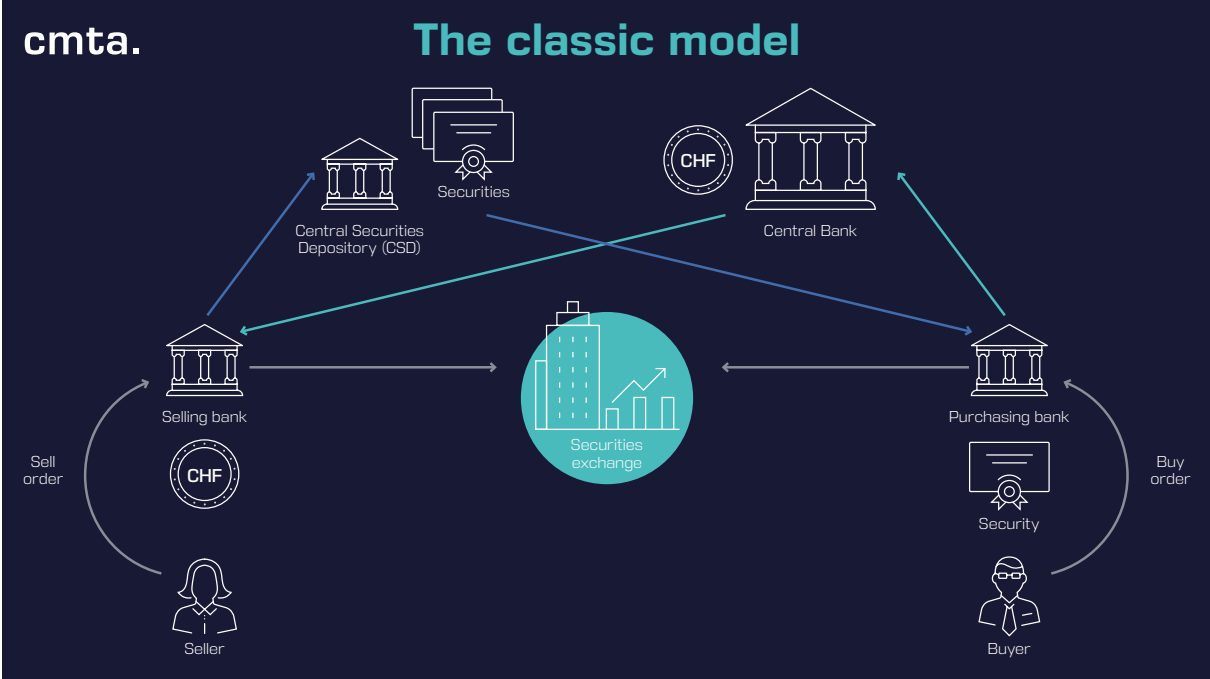 cmta.
The classic model
CHF
Securities
Central Securities
Depository (CSD)
Central Bank
Selling bank
Purchasing bank
Securities
exchange
Sell
order
CHF
Buy
order
Security
Seller
Buyer